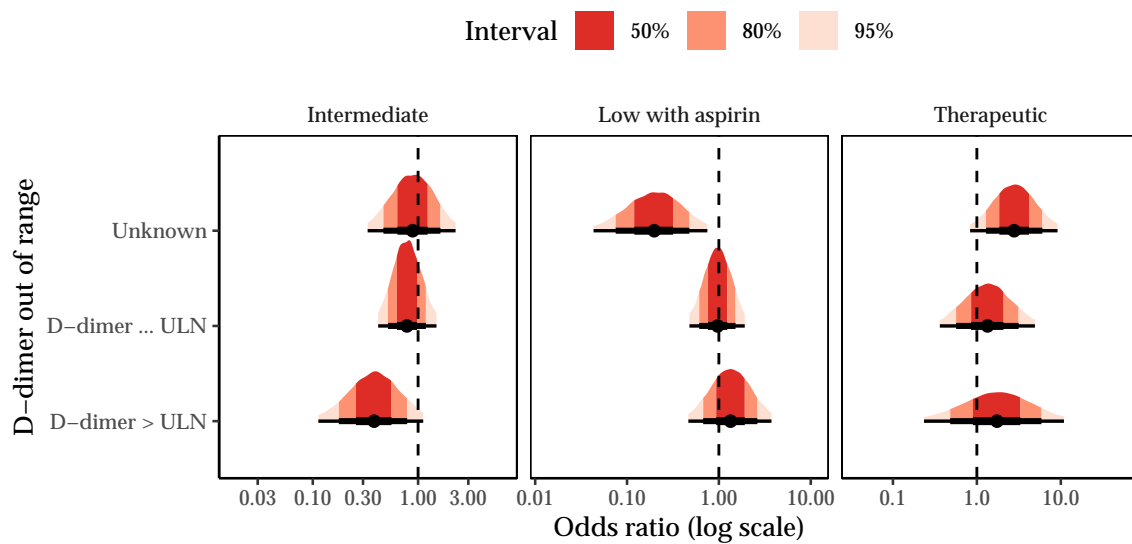 Interval 50% 80% 95%
Intermediate Low with aspirin Therapeutic
D−dimer out of range
Unknown
D−dimer ... ULN
D−dimer > ULN
0.03 0.10 0.30 1.00 3.00 0.01 0.10 1.00 10.00 0.1 1.0 10.0
Odds ratio (log scale)